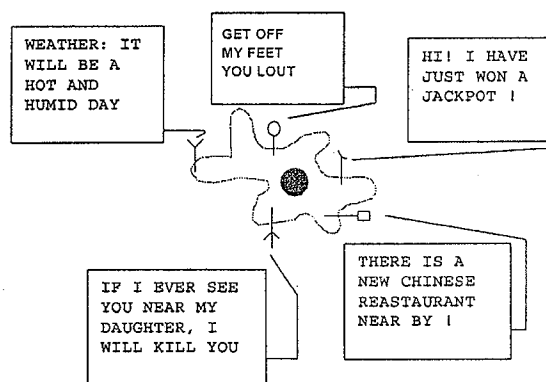 WEATHER: IT
WILL BE A
HOT AND
HUMID DAY
GET OFF
MY FEET
YOU LOUT
HI! I HAVE
JUST WON A
JACKPOT !
IF I EVER SEE
YOU NEAR MY
DAUGHTER, I
WILL KILL YOU
THERE IS A
NEW CHINESE
REASTAURANT
NEAR BY !